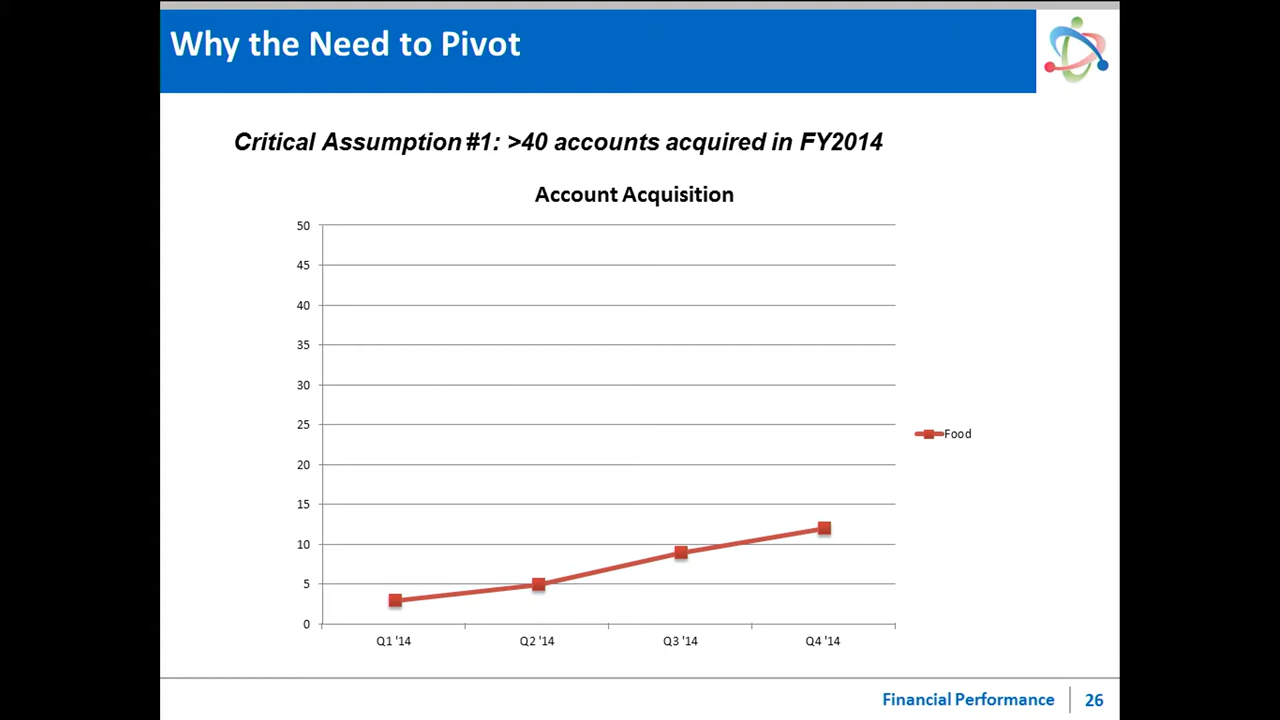 Why the Need to Pivot
Critical Assumption #1: >40 accounts acquired in FY2014
Account Acquisition
50
45
40
35
30
25
20
15
10
5
0
Food
Q1 '14
Q2 '14
Q3 '14
Q4 '14
Financial Performance
26